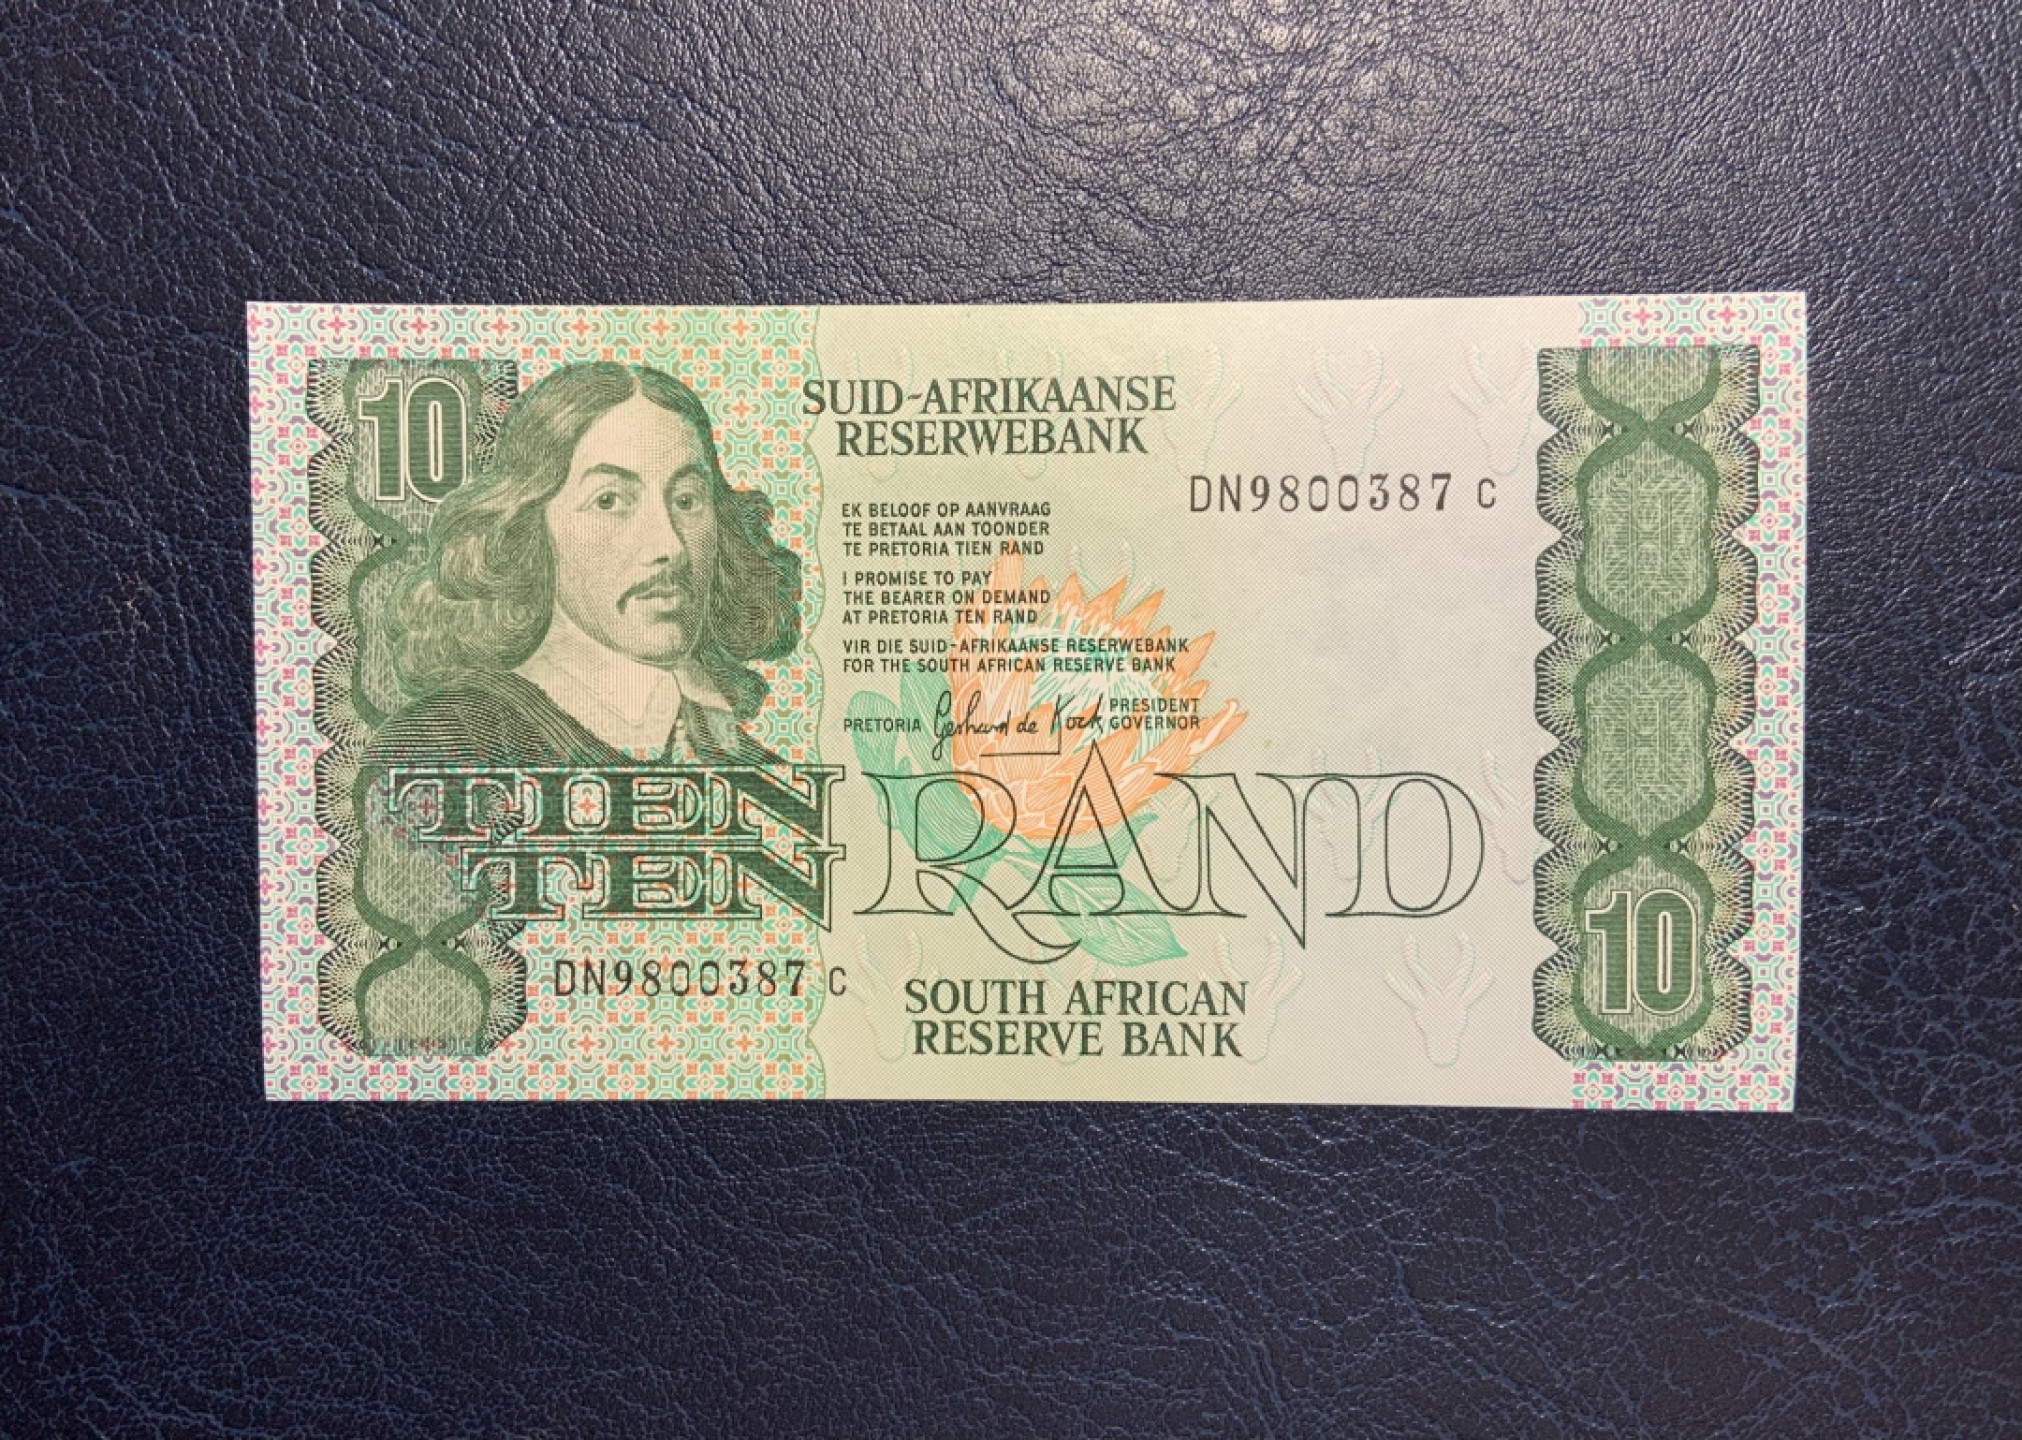 10
SUID-AFRIKAANSE
RESERWEBANK
DN9800387 C
EK BELOOF OP AANVRAAG
TE BETAAL AAN TOONDER
TE PRETORIA TIEN RAND
I PROMISE TO PAY
THE BEARER ON DEMAND
AT PRETORIA TEN RAND
VIR DIE SUID-AFRIKAANSE RESERWEBANK
FOR THE SOUTH AFRICAN RESERVE BANK
PRETORIA Gerhard de Kock PRESIDENT
GOVERNOR
TIEN
TEN RAND
10
DN9800387 C
SOUTH AFRICAN
RESERVE BANK